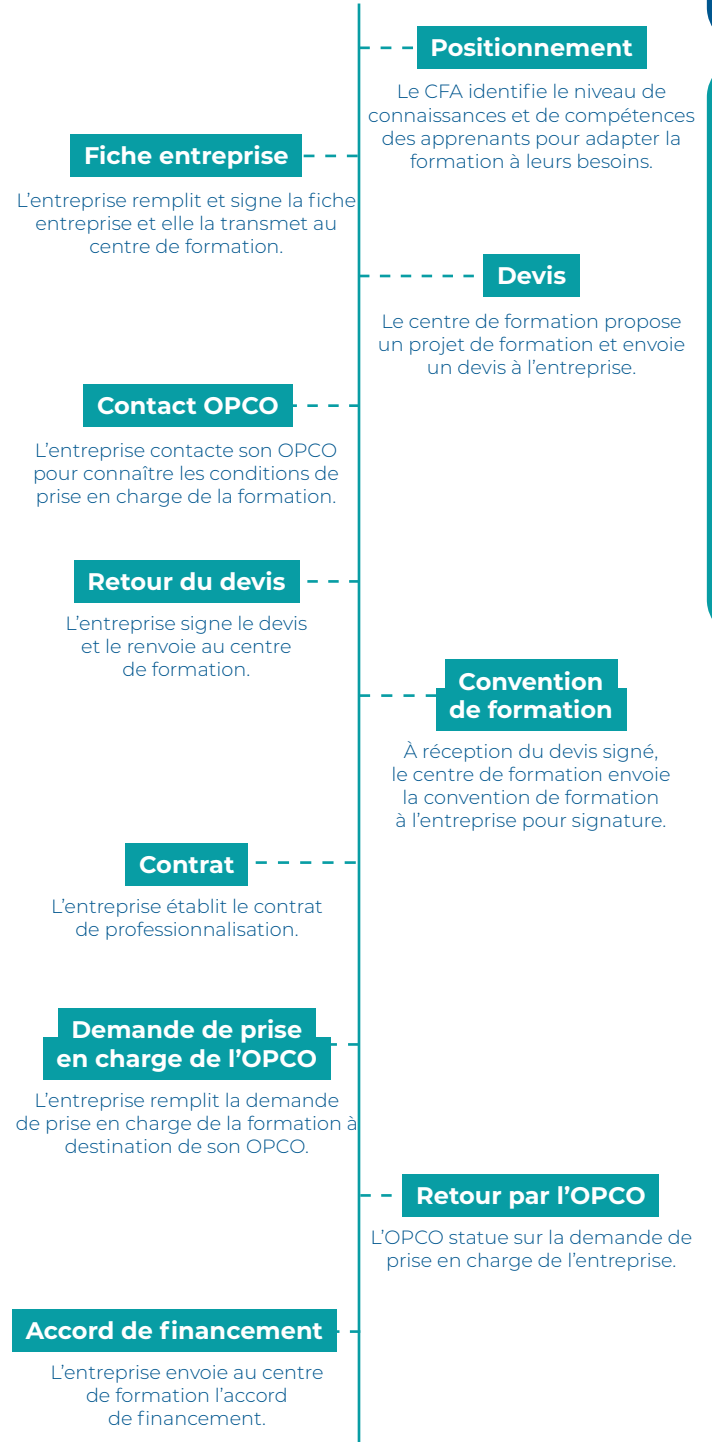 Positionnement
Le CFA identifie le niveau de
connaissances et de compétences
des apprenants pour adapter la
formation à leurs besoins.
Fiche entreprise
L’entreprise remplit et signe la fiche
entreprise et elle la transmet au
centre de formation.
Devis
Le centre de formation propose
un projet de formation et envoie
un devis à l’entreprise.
Contact OPCO
L’entreprise contacte son OPCO
pour connaître les conditions de
prise en charge de la formation.
Retour du devis
L’entreprise signe le devis
et le renvoie au centre
de formation.
Convention
de formation
À réception du devis signé,
le centre de formation envoie
la convention de formation
à l’entreprise pour signature.
Contrat
L’entreprise établit le contrat
de professionnalisation.
Demande de prise
en charge de l’OPCO
L’entreprise remplit la demande
de prise en charge de la formation à
destination de son OPCO.
Retour par l’OPCO
L’OPCO statue sur la demande de
prise en charge de l’entreprise.
Accord de financement
L’entreprise envoie au centre
de formation l’accord
de financement.